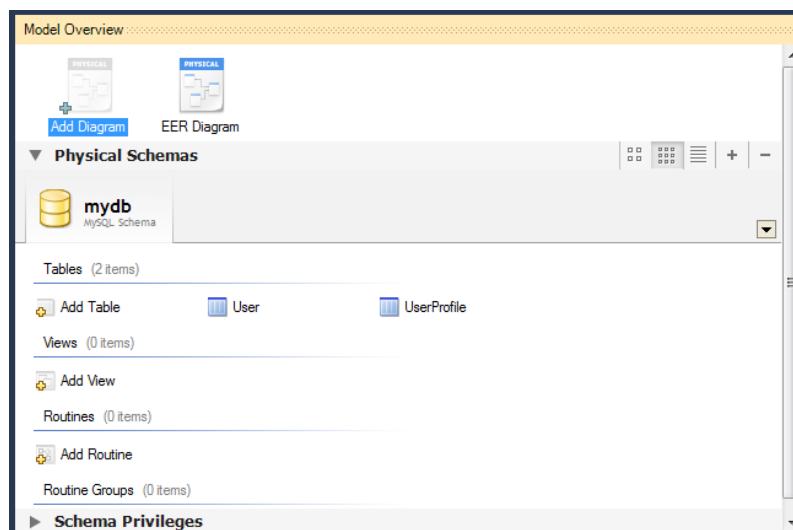 Model Overview
PHYSICAL
PHYSICAL
Add Diagram
EER Diagram
Physical Schemas
mydb
MySQL Schema
Tables (2 items)
Add Table
User
UserProfile
Views (0 items)
Add View
Routines (0 items)
Add Routine
Routine Groups (0 items)
Schema Privileges